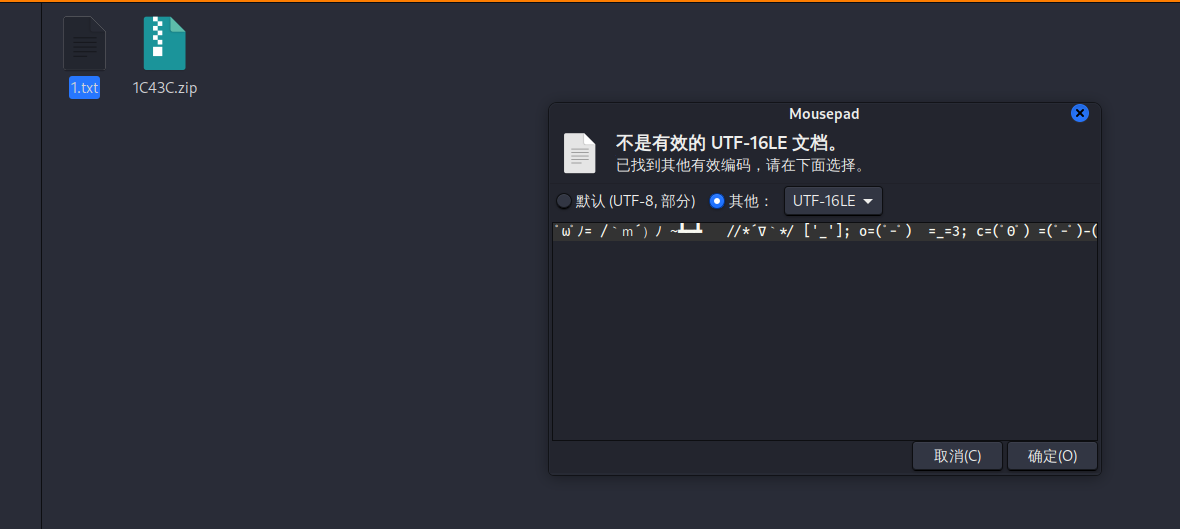 1.txt
1C43C.zip
Mousepad
不是有效的 UTF-16LE 文档。
已找到其他有效编码，请在下面选择。
默认 (UTF-8, 部分) 其他： UTF-16LE
ﾟωﾟﾉ= /｀ｍ´）ﾉ ~┻━┻   //*´∇｀*/ ['_']; o=(ﾟｰﾟ)  =_=3; c=(ﾟΘﾟ) =(ﾟｰﾟ)-(
取消(C) 确定(O)